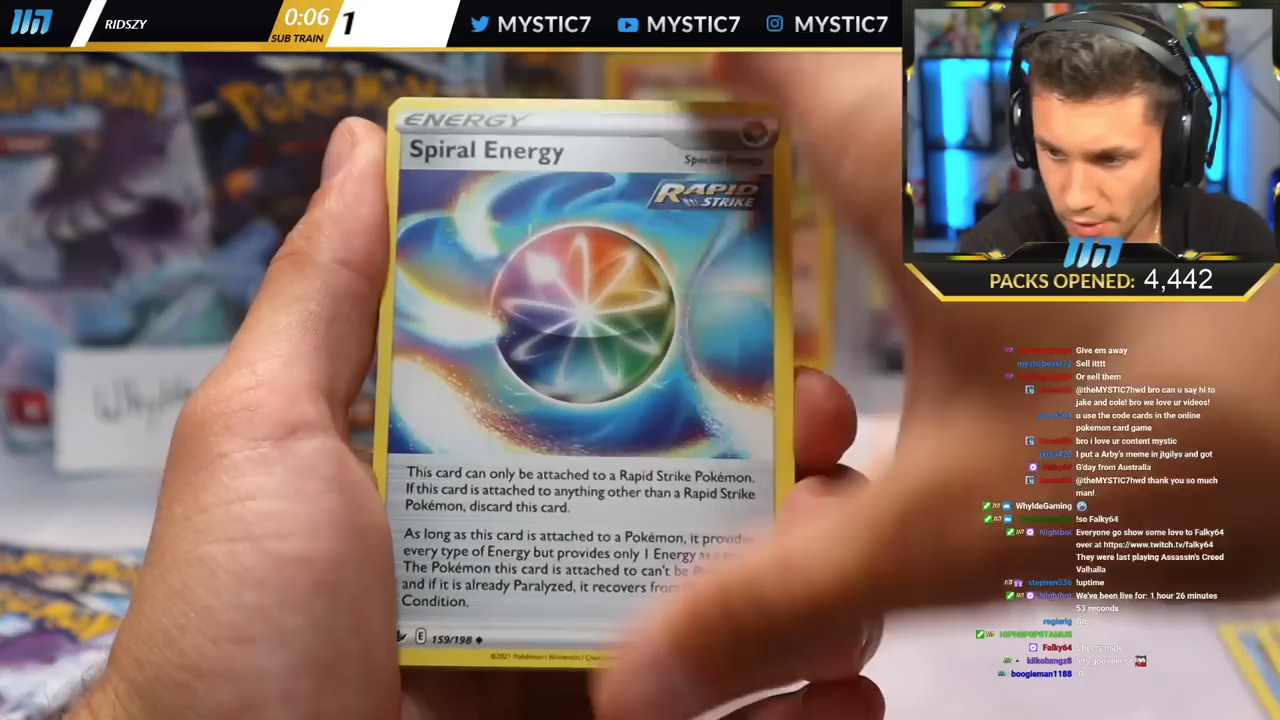 RIDSZY
0:06
SUB TRAIN
1
MYSTIC7
MYSTIC7
MYSTIC7
PACKS OPENED: 4,442
POKÉMON
ENERGY
Spiral Energy
Special Energy
RAPID
STRIKE
This card can only be attached to a Rapid Strike Pokémon.
If this card is attached to anything other than a Rapid Strike
Pokémon, discard this card.
As long as this card is attached to a Pokémon, it provides
every type of Energy but provides only 1 Energy at a
The Pokémon this card is attached to can't be
and if it is already Paralyzed, it recovers from
Condition.
E 159/198
©2021 Pokémon / Nintendo /
Give em away
Sell itttt
Or sell them
@theMYSTIC7hwd bro can u say hi to
jake and cole! bro we love ur videos!
u use the code cards in the online
pokemon card game
bro i love ur content mystic
I put a Arby's meme in jtgilys and got
Falky64 G'day from Australia
@theMYSTIC7hwd thank you so much
man!
WhyIdeGaming
!so Falky64
Nightbot Everyone go show some love to Falky64
over at https://www.twitch.tv/falky64
They were last playing Assassin's Creed
Valhalla
stephen536 !uptime
Nightbot We've been live for: 1 hour 26 minutes
53 seconds
HIPHOPOPOTAMUS
Falky64 Cheers mate
boogieman1188